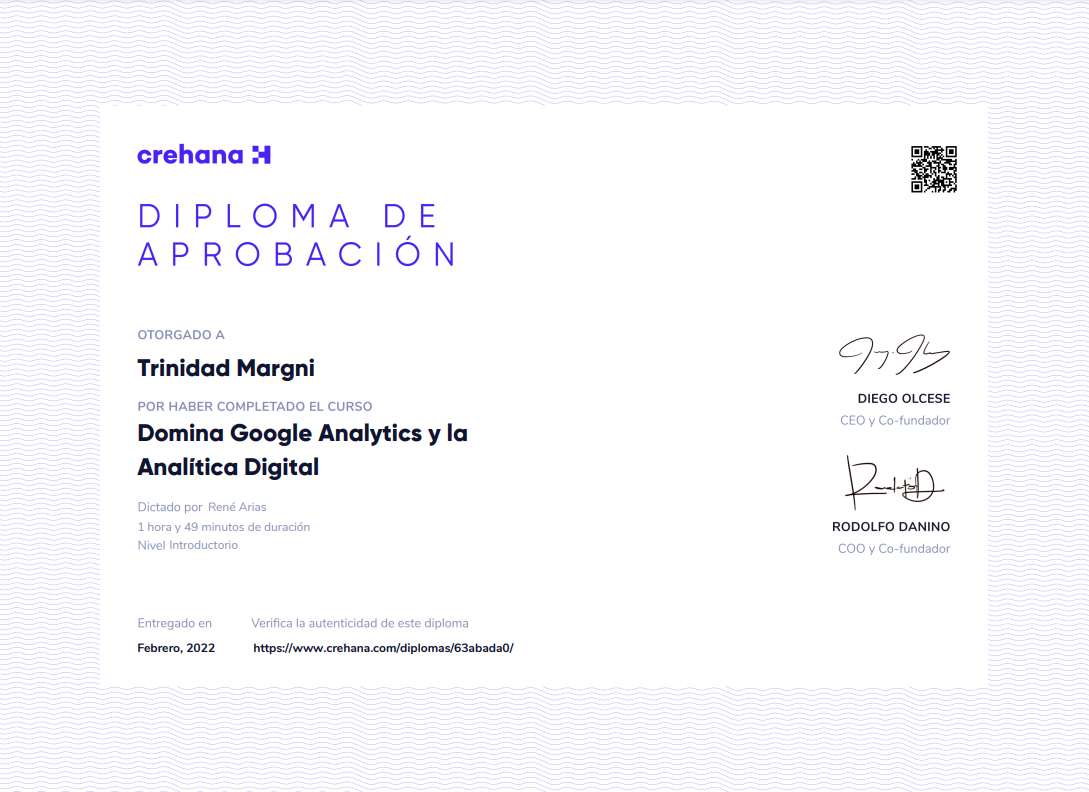 crehana
DIPLOMA DE
APROBACIÓN
OTORGADO A
Trinidad Margni
POR HABER COMPLETADO EL CURSO
Domina Google Analytics y la
Analítica Digital
Dictado por René Arias
1 hora y 49 minutos de duración
Nivel Introductorio
Entregado en
Febrero, 2022
Verifica la autenticidad de este diploma
https://www.crehana.com/diplomas/63abada0/
DIEGO OLCESE
CEO y Co-fundador
RODOLFO DANINO
COO y Co-fundador